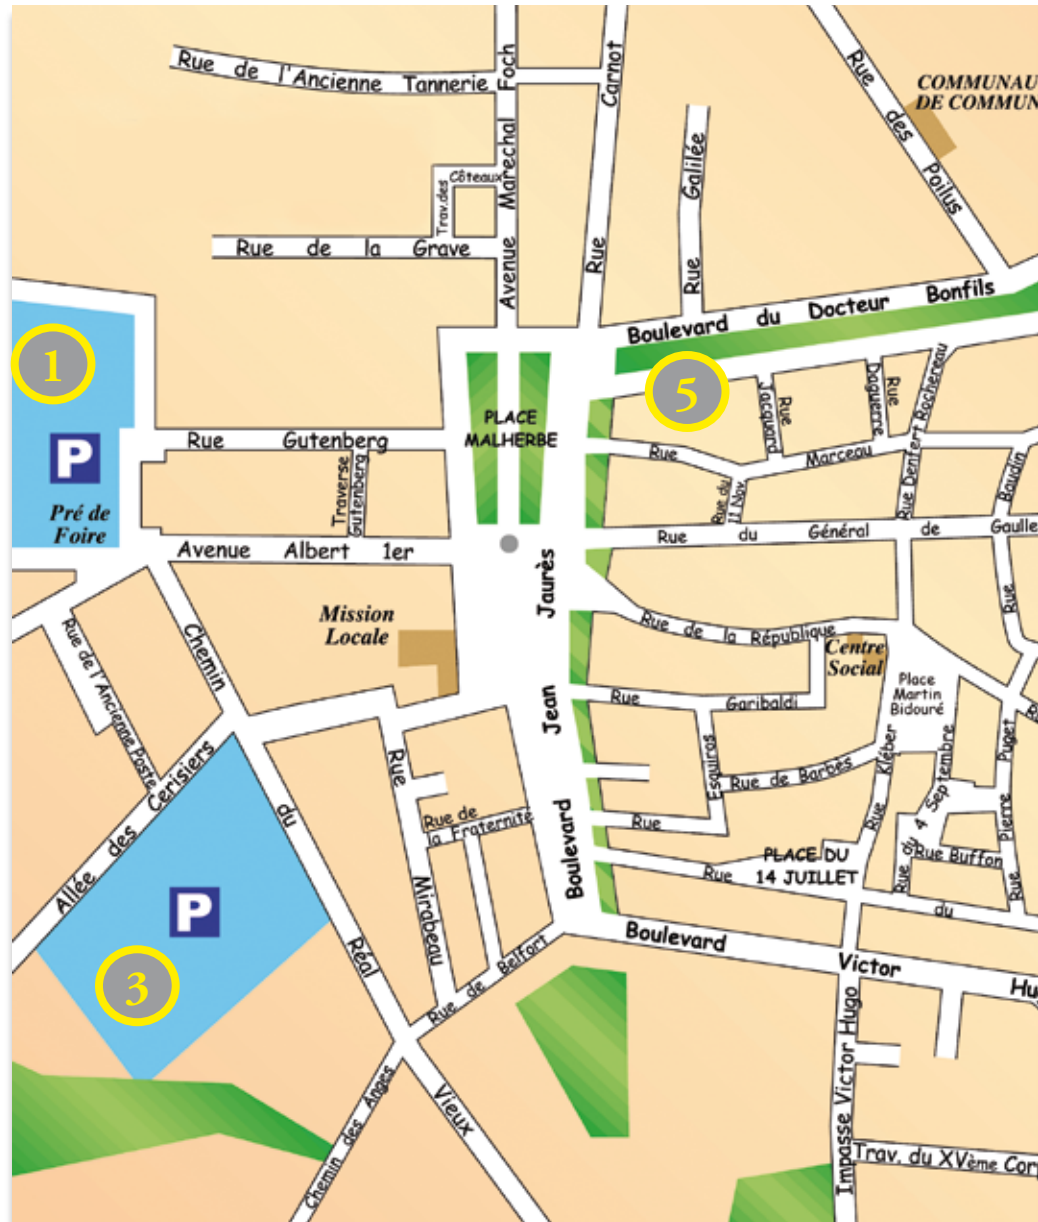 Rue de l'Ancienne Tannerie
Avenue Marechal Foch
Rue Carnot
Rue des Poilus
COMMUNAU
DE COMMUN
Rue Galilée
Côteaux
Trav.des
Rue de la Grave
Boulevard du Docteur Bonfils
1
5
PLACE
MALHERBE
Rue Gutenberg
Traverse
Gutenberg
P
Pré de
Foire
Avenue Albert 1er
Rue
Jacquard
Rue
Daguerre
Rue Denfert Rochereau
Rue Marceau
Rue du
11 Nov.
Baudin
Rue
Rue du Général de Gaulle
Mission
Locale
Boulevard Jean Jaurès
Rue de la République
Centre
Social
Place
Martin
Bidouré
Rue de l'Ancienne Poste
Chemin du Réal Vieux
Allée des Cerisiers
Rue Garibaldi
Esquiros
Rue de Barbès
Rue
Rue Kléber
Rue du 4 Septembre
Rue Pierre Puget
Rue Buffon
Rue Mirabeau
Rue de
la Fraternité
PLACE DU
14 JUILLET
Rue du
P
3
Rue de Belfort
Boulevard Victor Hu
Impasse Victor Hugo
Chemin des Anges
Trav. du XVème Corp